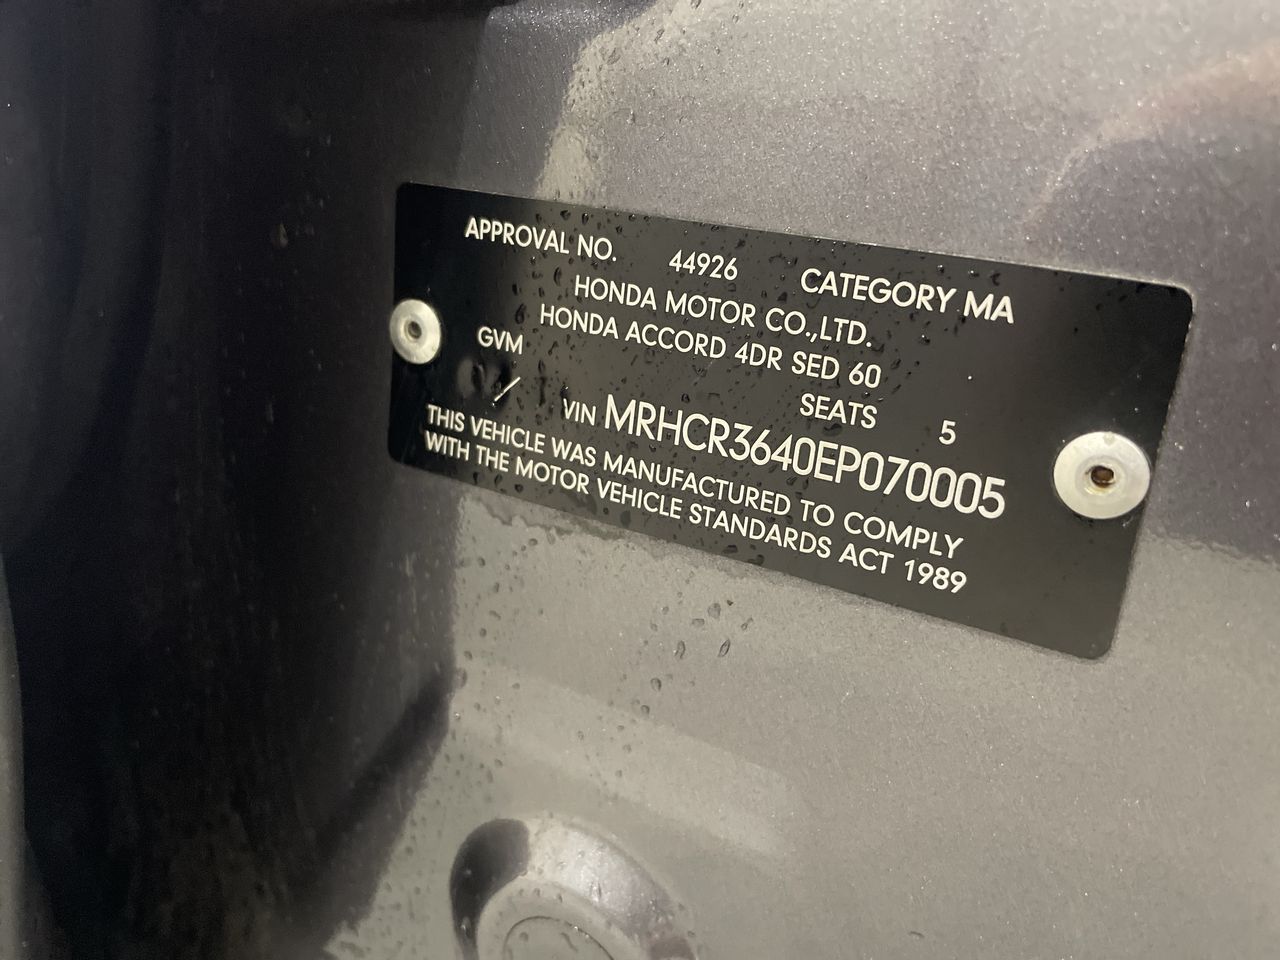 APPROVAL NO. 44926 CATEGORY MA
HONDA MOTOR CO.,LTD.
HONDA ACCORD 4DR SED 60
GVM / SEATS 5
VIN MRHCR3640EP070005
THIS VEHICLE WAS MANUFACTURED TO COMPLY
WITH THE MOTOR VEHICLE STANDARDS ACT 1989